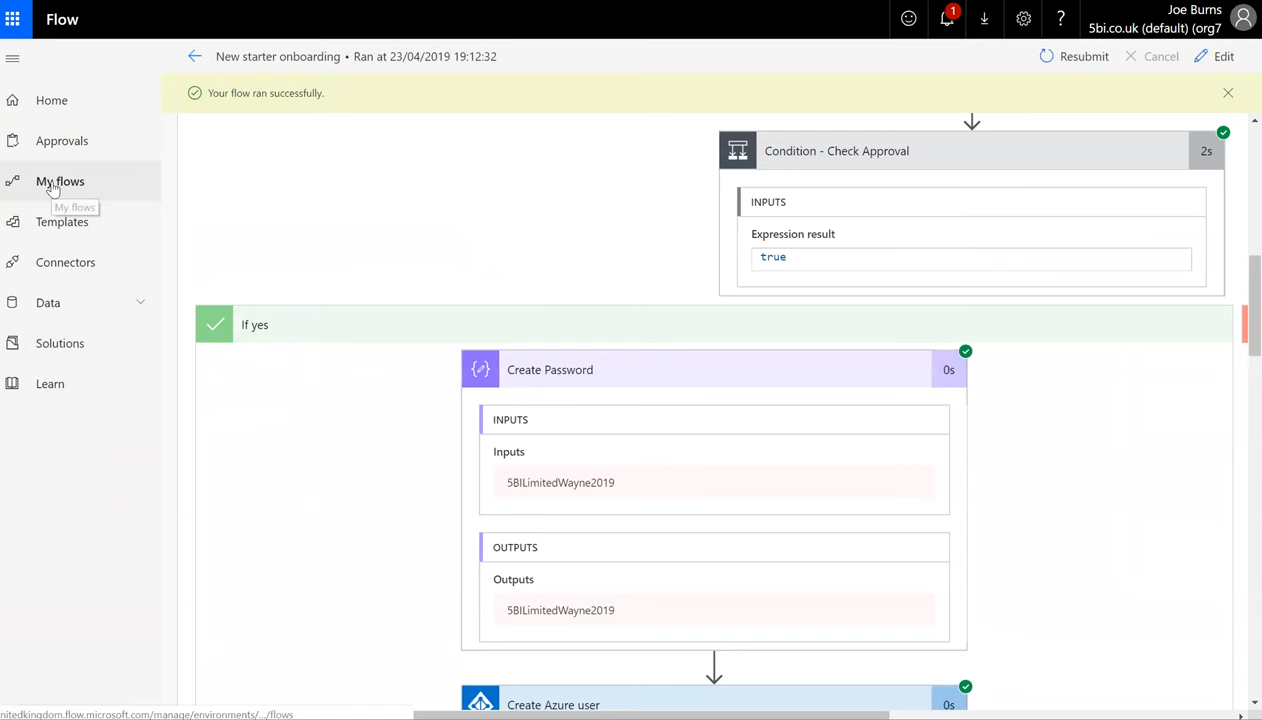 Flow
1
?
Joe Burns
5bi.co.uk (default) (org7
New starter onboarding • Ran at 23/04/2019 19:12:32
Resubmit
Cancel
Edit
Your flow ran successfully.
Home
Approvals
My flows
My flows
Templates
Connectors
Data
Solutions
Learn
Condition - Check Approval
2s
INPUTS
Expression result
true
If yes
Create Password
0s
INPUTS
Inputs
5BILimitedWayne2019
OUTPUTS
Outputs
5BILimitedWayne2019
Create Azure user
0s
nitedkingdom.flow.microsoft.com/manage/environments/.../flows